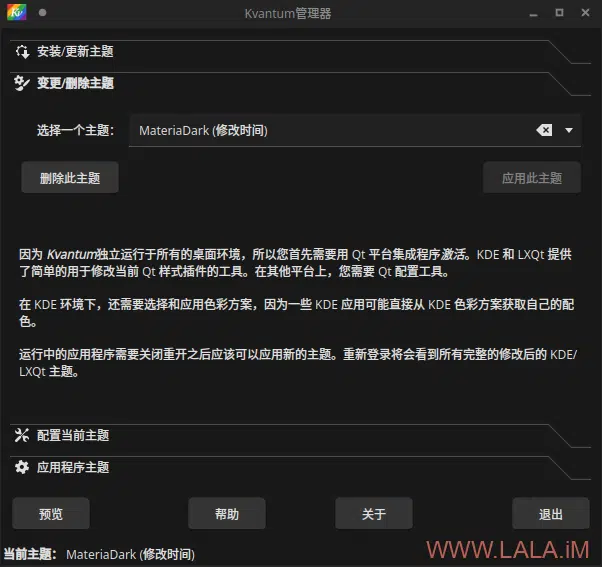 Kv
Kvantum管理器
安装/更新主题
变更/删除主题
选择一个主题： MateriaDark (修改时间)
删除此主题 应用此主题
因为 Kvantum独立运行于所有的桌面环境，所以您首先需要用 Qt 平台集成程序激活。KDE 和 LXQt 提供
了简单的用于修改当前 Qt 样式插件的工具。在其他平台上，您需要 Qt 配置工具。
在 KDE 环境下，还需要选择和应用色彩方案，因为一些 KDE 应用可能直接从 KDE 色彩方案获取自己的配
色。
运行中的应用程序需要关闭重开之后应该可以应用新的主题。重新登录将会看到所有完整的修改后的 KDE/
LXQt 主题。
配置当前主题
应用程序主题
预览 帮助 关于 退出
当前主题： MateriaDark (修改时间)
WWW.LALA.iM